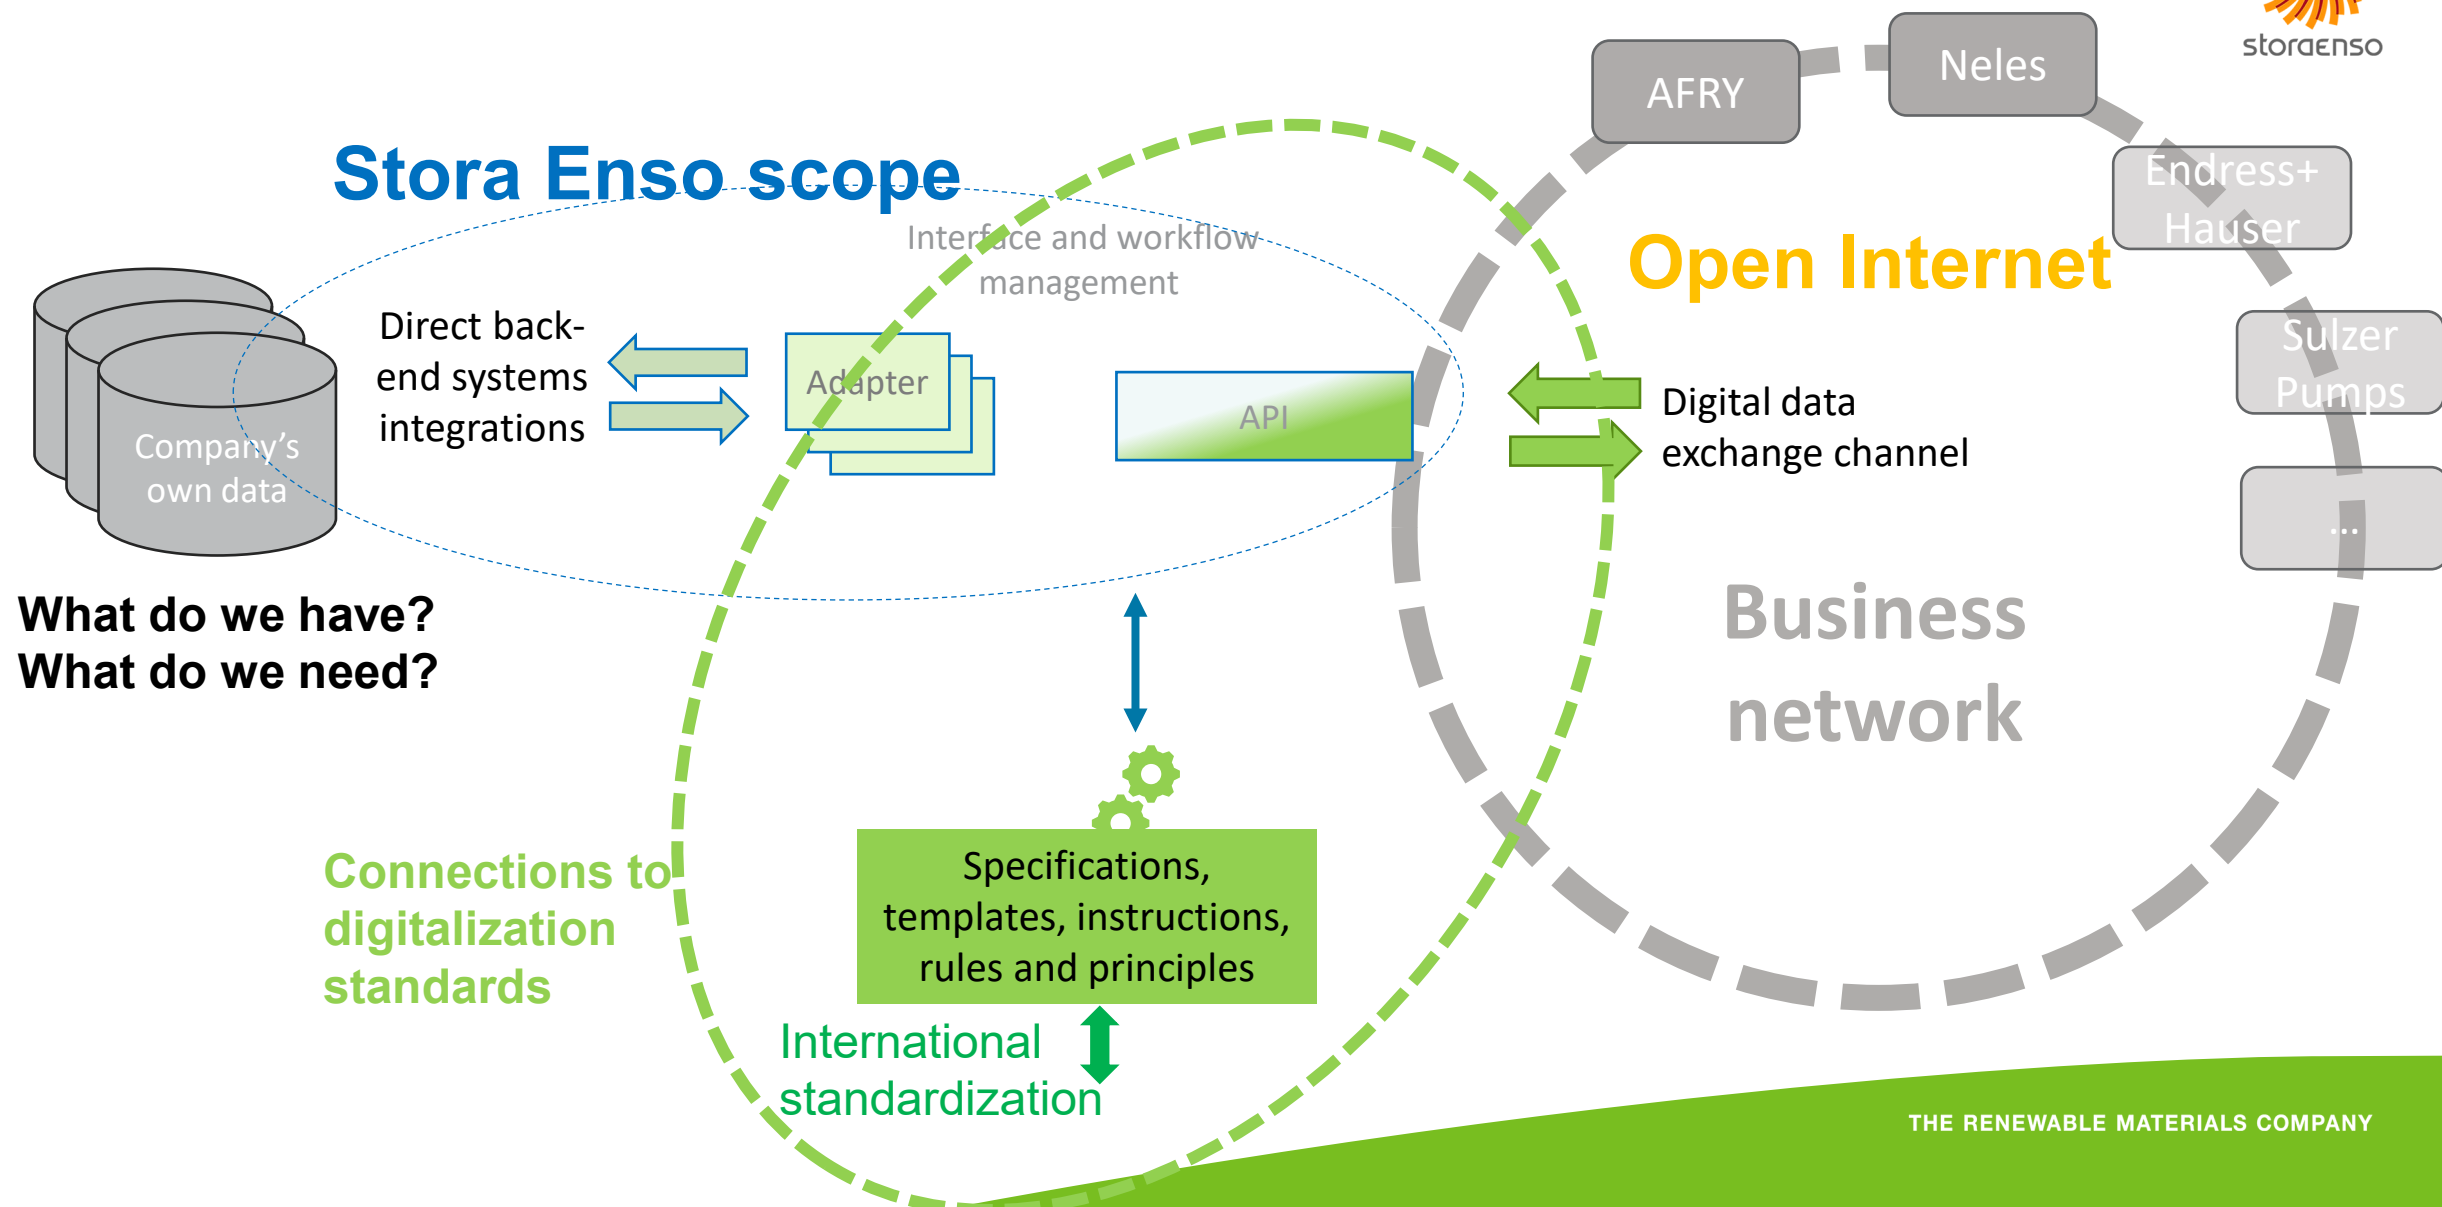 storaenso
AFRY
Neles
Endress+
Hauser
Sulzer
Pumps
...
Stora Enso scope
Interface and workflow
management
Open Internet
Direct back-
end systems
integrations
Adapter
API
Digital data
exchange channel
Company's
own data
What do we have?
What do we need?
Business
network
Connections to
digitalization
standards
Specifications,
templates, instructions,
rules and principles
International
standardization
THE RENEWABLE MATERIALS COMPANY